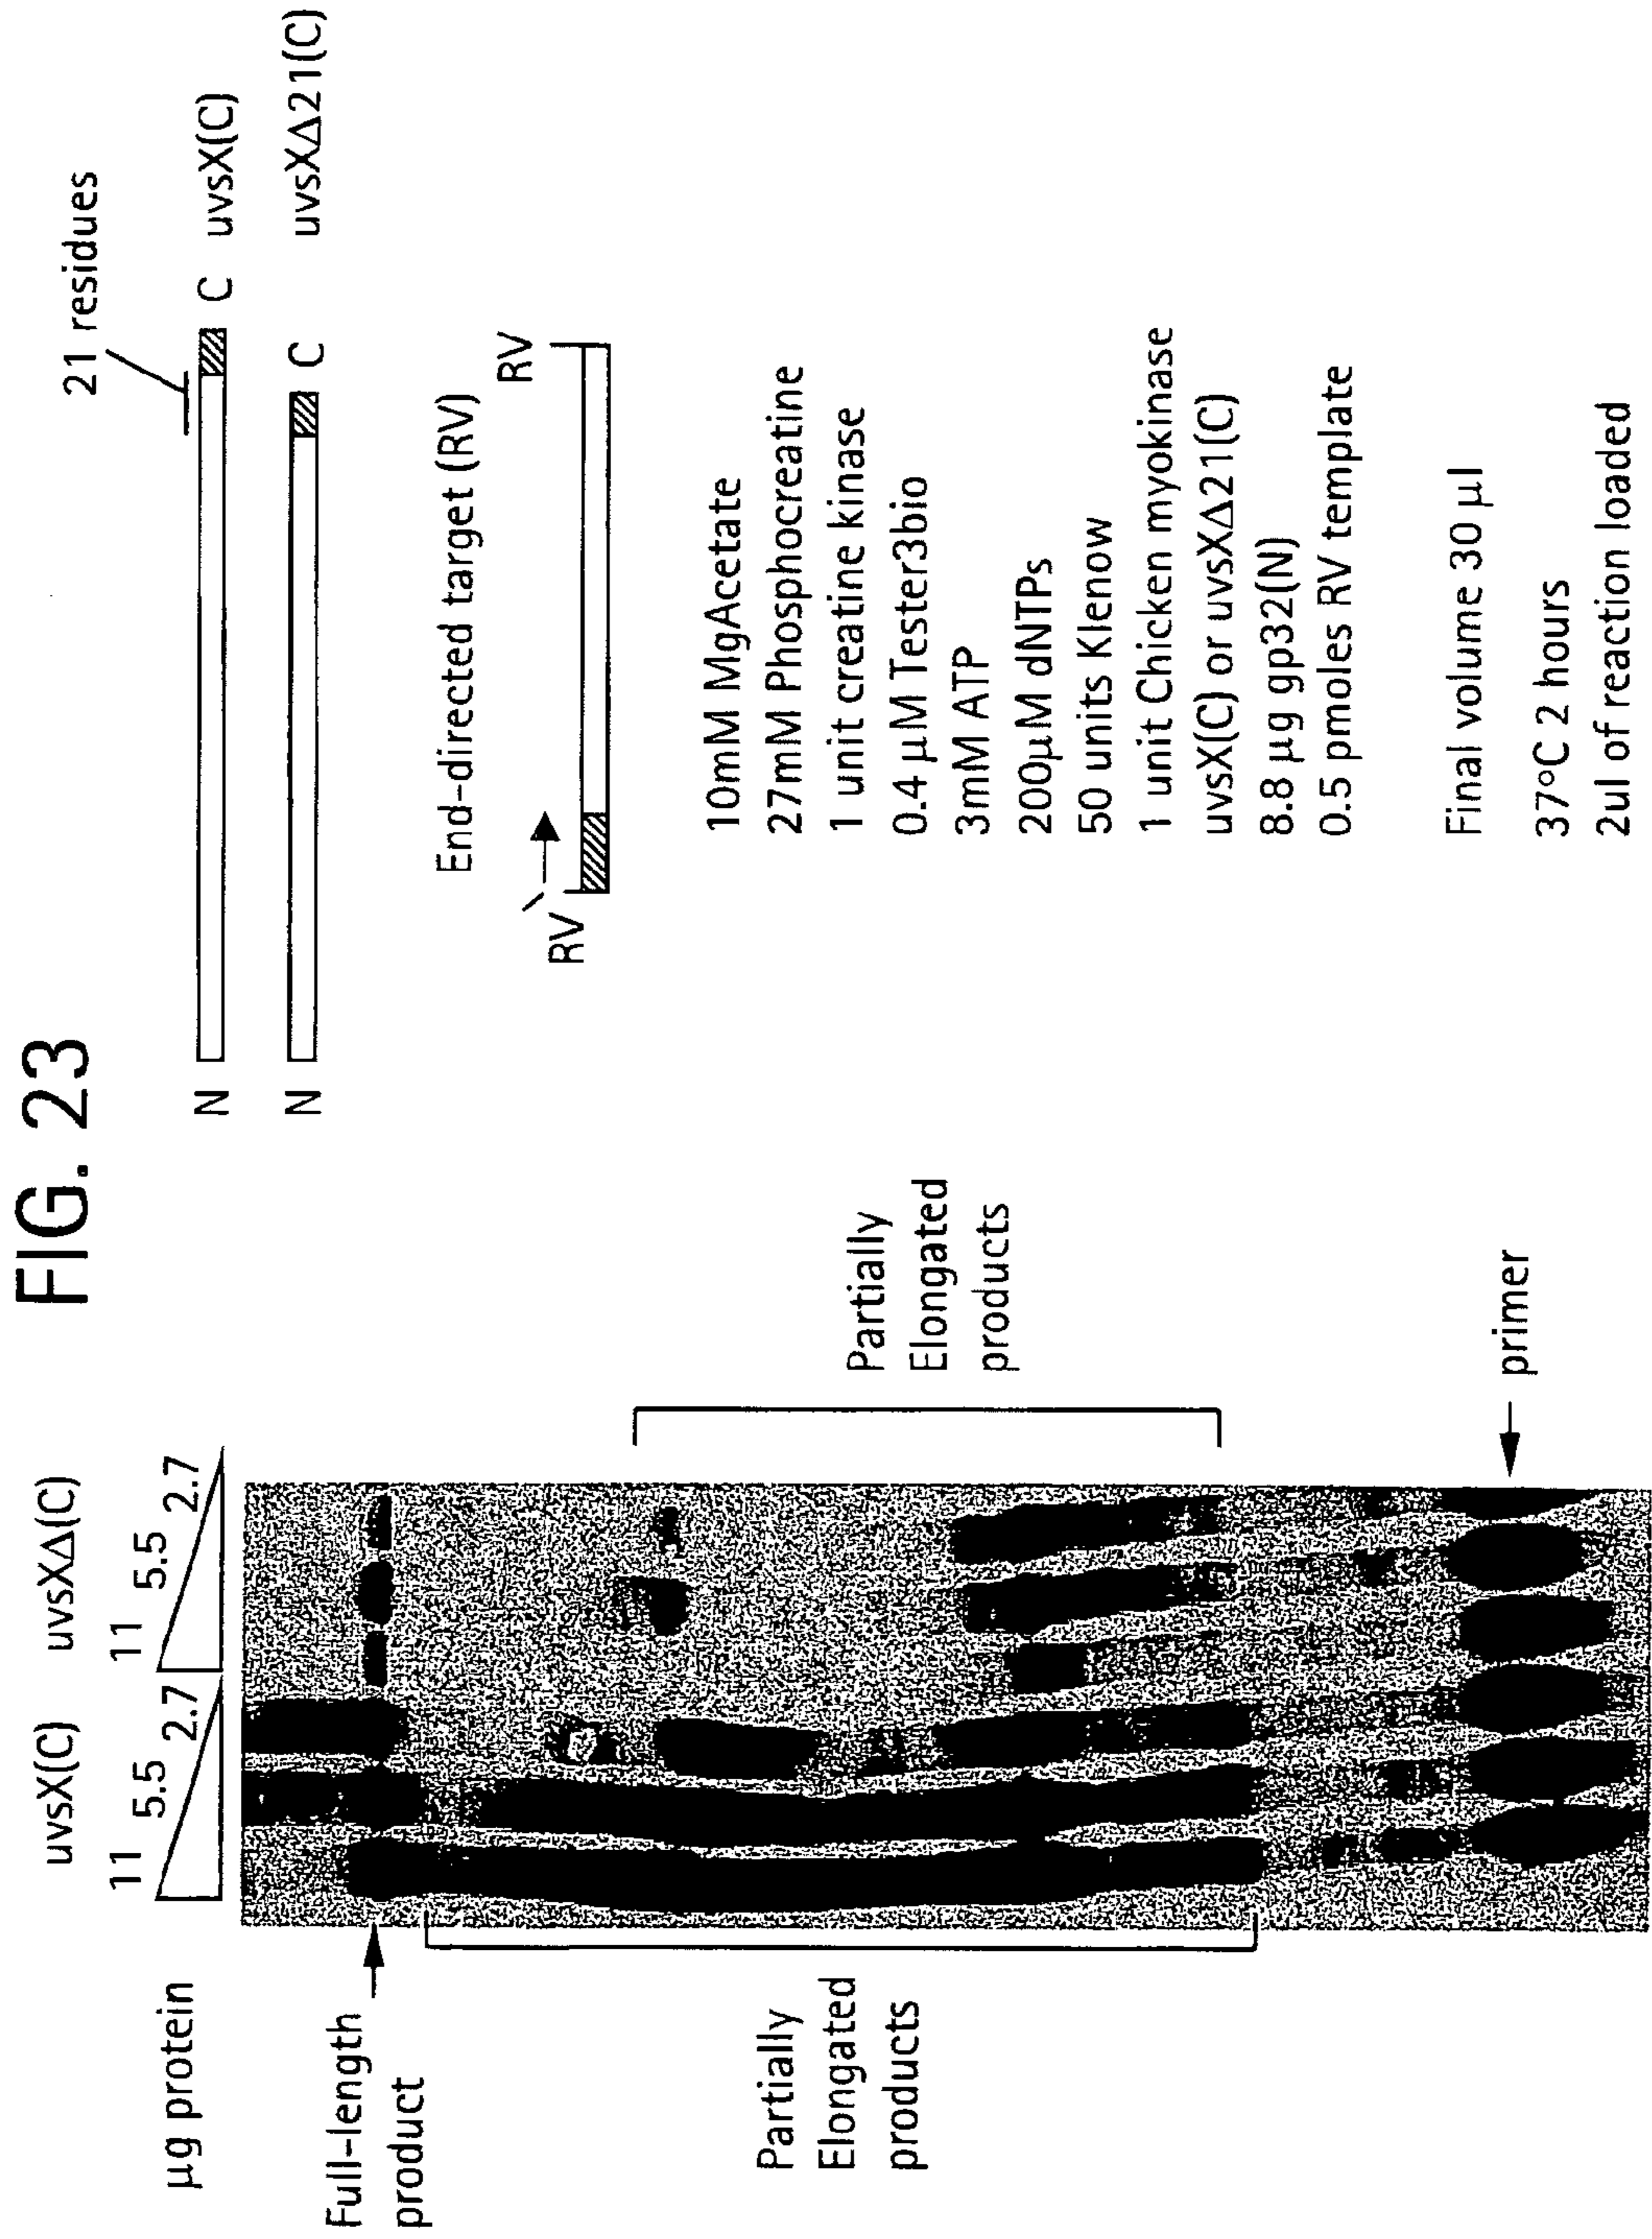 FIG. 23
uvsX(C) uvsXΔ(C)
µg protein 11 5.5 2.7 11 5.5 2.7
Full-length
product
Partially
Elongated
products
Partially
Elongated
products
primer
21 residues
N C uvsX(C)
N C uvsXΔ21(C)
End-directed target (RV)
RV RV
10mM MgAcetate
27mM Phosphocreatine
1 unit creatine kinase
0.4 µM Tester3bio
3mM ATP
200µM dNTPs
50 units Klenow
1 unit Chicken myokinase
uvsX(C) or uvsXΔ21(C)
8.8 µg gp32(N)
0.5 pmoles RV template
Final volume 30 µl
37°C 2 hours
2ul of reaction loaded